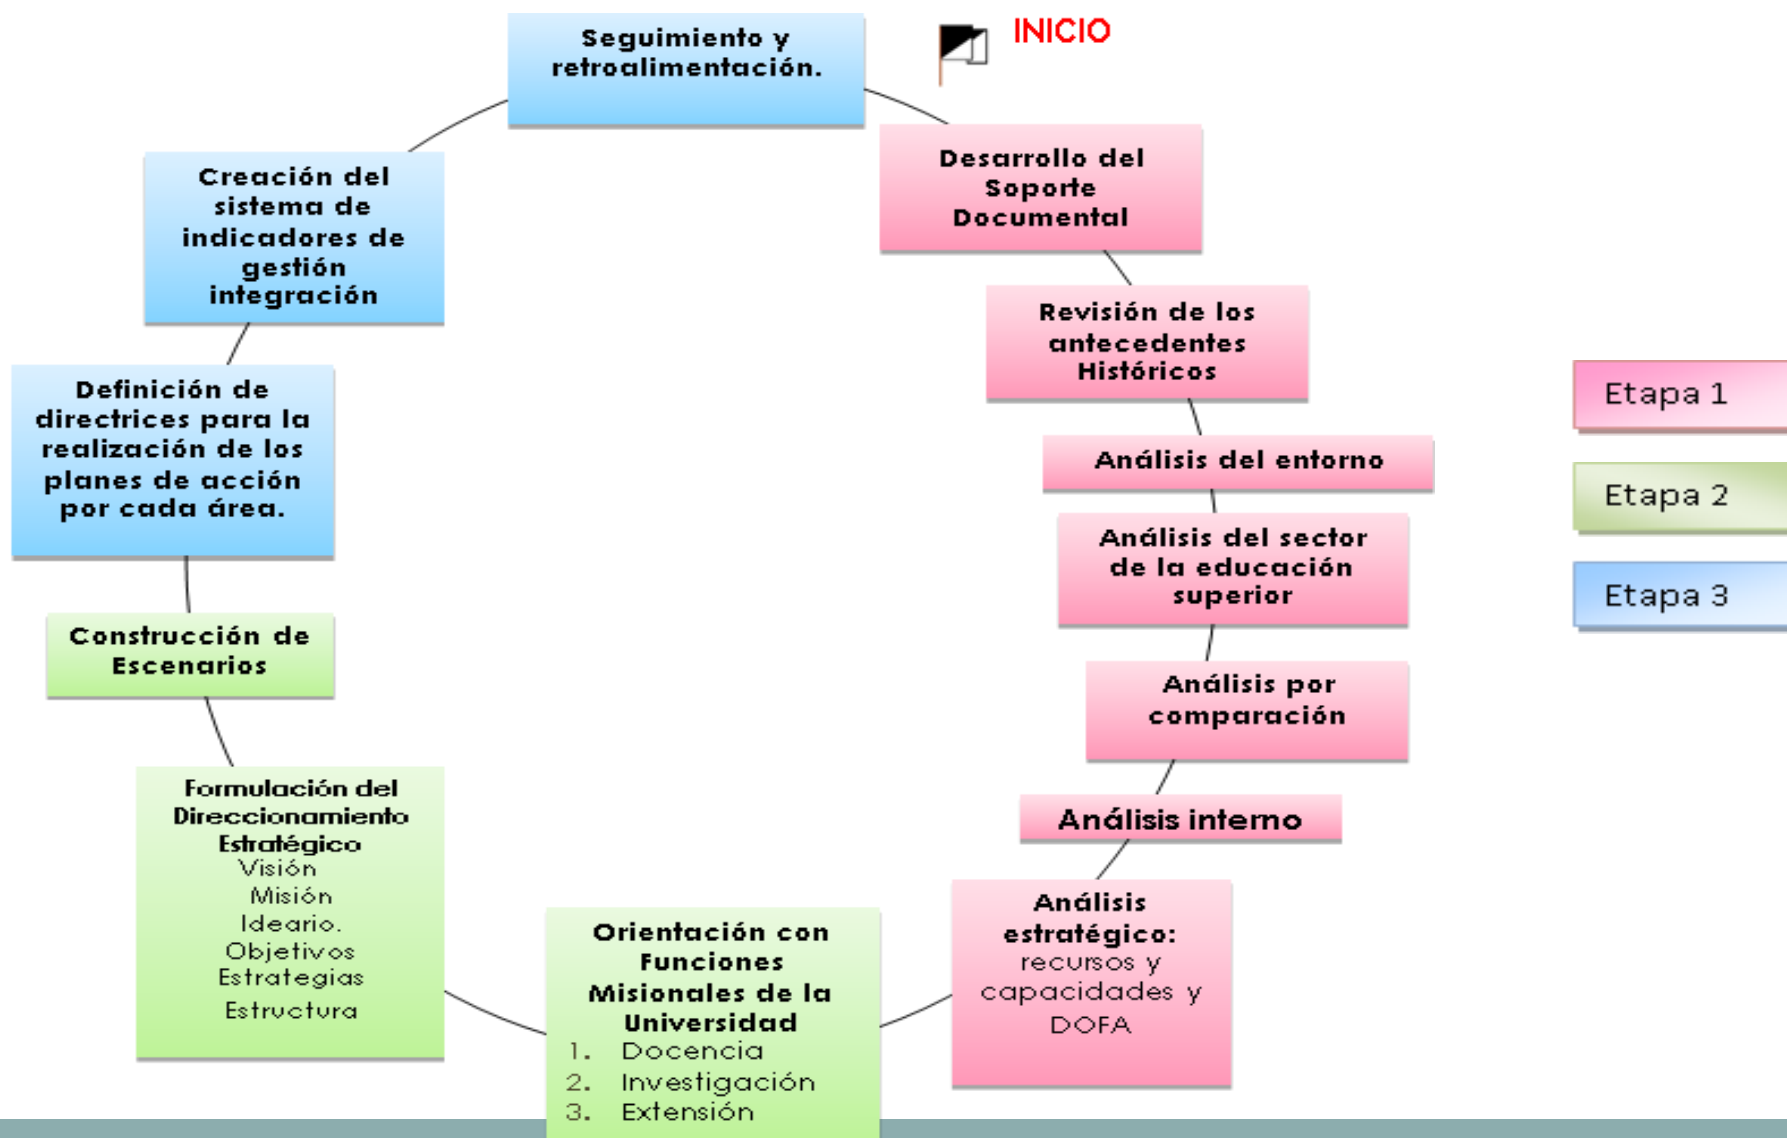 INICIO
Seguimiento y
retroalimentación.
Desarrollo del
Soporte
Documental
Revisión de los
antecedentes
Históricos
Análisis del entorno
Análisis del sector
de la educación
superior
Análisis por
comparación
Análisis interno
Análisis
estratégico:
recursos y
capacidades y
DOFA
Orientación con
Funciones
Misionales de la
Universidad
1. Docencia
2. Investigación
3. Extensión
Formulación del
Direccionamiento
Estratégico
Visión
Misión
Ideario.
Objetivos
Estrategias
Estructura
Construcción de
Escenarios
Definición de
directrices para la
realización de los
planes de acción
por cada área.
Creación del
sistema de
indicadores de
gestión
integración
Etapa 1
Etapa 2
Etapa 3